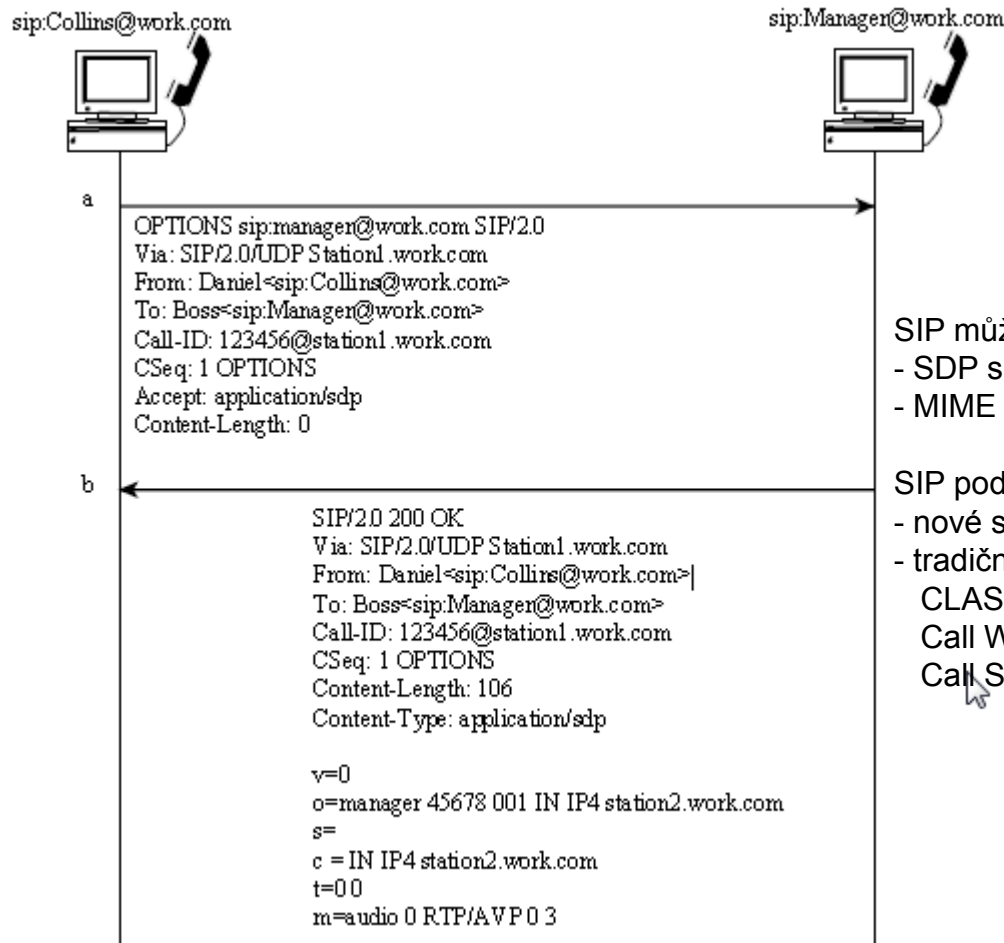 sip:Collins@work.com
sip:Manager@work.com
a
OPTIONS sip:manager@work.com SIP/2.0
Via: SIP/2.0/UDP Station1.work.com
From: Daniel<sip:Collins@work.com>
To: Boss<sip:Manager@work.com>
Call-ID: 123456@station1.work.com
CSeq: 1 OPTIONS
Accept: application/sdp
Content-Length: 0
b
SIP/2.0 200 OK
Via: SIP/2.0/UDP Station1.work.com
From: Daniel<sip:Collins@work.com>
To: Boss<sip:Manager@work.com>
Call-ID: 123456@station1.work.com
CSeq: 1 OPTIONS
Content-Length: 106
Content-Type: application/sdp
v=0
o=manager 45678 001 IN IP4 station2.work.com
s=
c = IN IP4 station2.work.com
t=0 0
m=audio 0 RTP/AVP 0 3
SIP
- SDP
- MIME
SIP
- nové
-
Call
Call